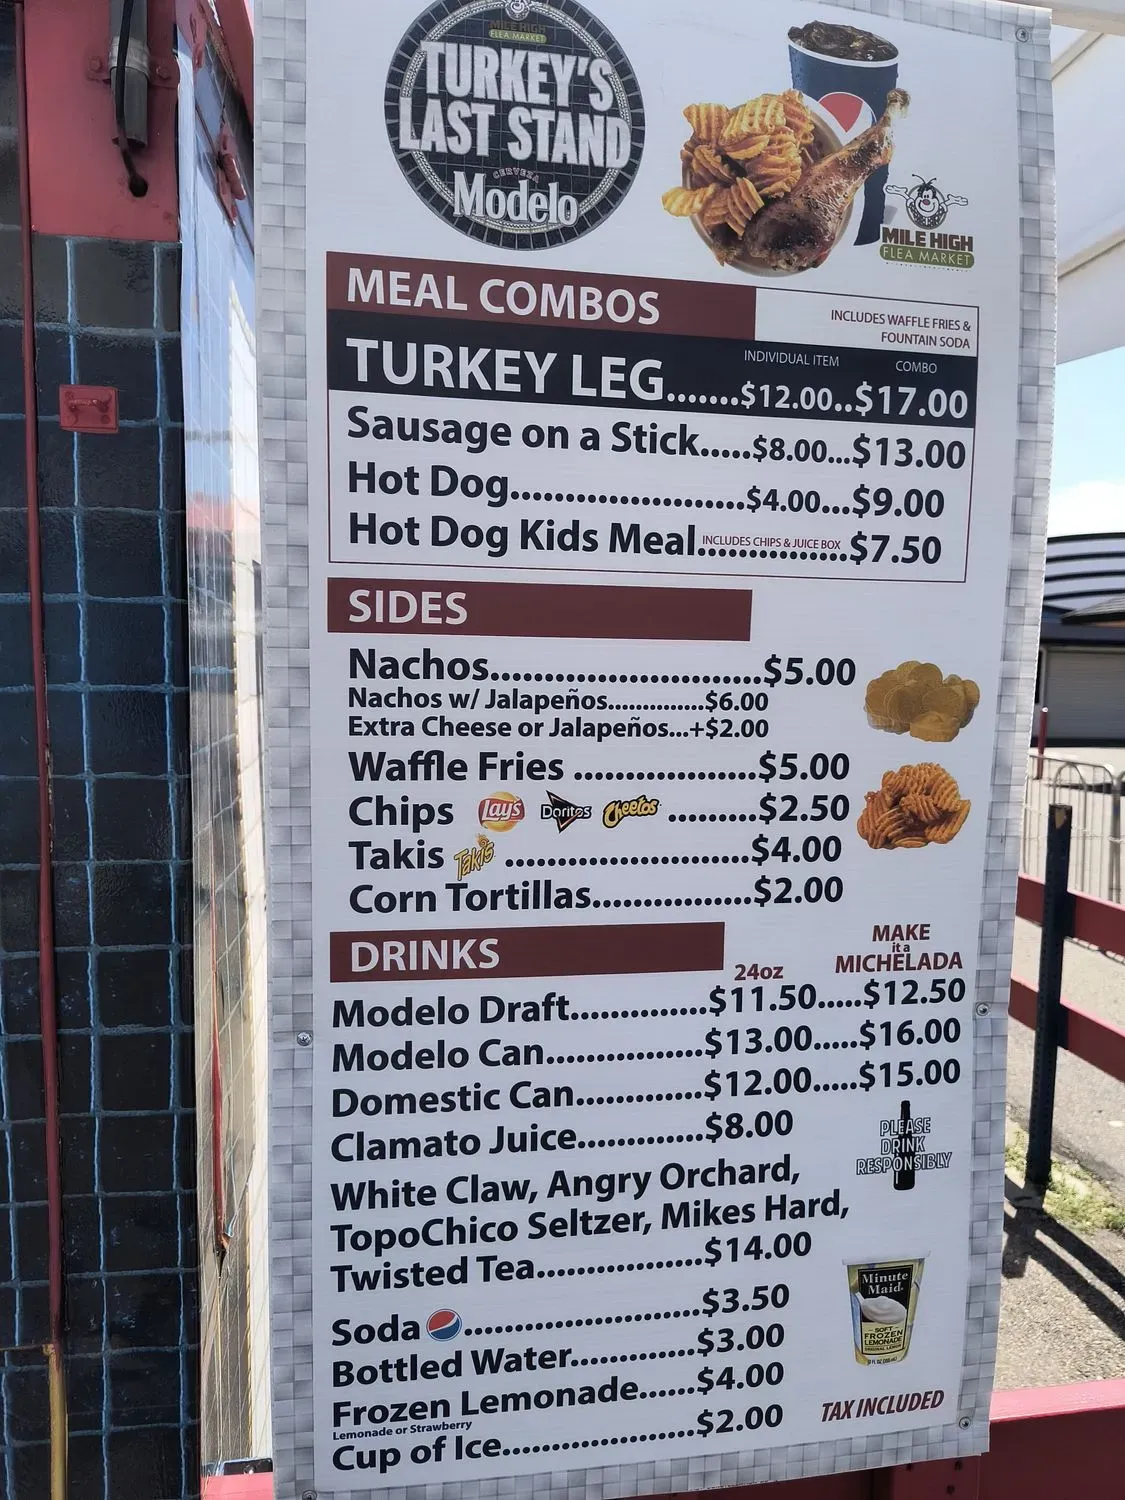 MILE HIGH
FLEA MARKET
TURKEY'S
LAST STAND
CERVEZA
Modelo
MILE HIGH
FLEA MARKET
MEAL COMBOS
INCLUDES WAFFLE FRIES &
FOUNTAIN SODA
INDIVIDUAL ITEM COMBO
TURKEY LEG.......$12.00..$17.00
Sausage on a Stick.....$8.00...$13.00
Hot Dog......................$4.00...$9.00
Hot Dog Kids Meal INCLUDES CHIPS & JUICE BOX ...............$7.50
SIDES
Nachos.........................$5.00
Nachos w/ Jalapeños...............$6.00
Extra Cheese or Jalapeños...+$2.00
Waffle Fries .................$5.00
Chips Lay's Doritos Cheetos .........$2.50
Takis Takis .......................$4.00
Corn Tortillas...............$2.00
DRINKS
24oz
MAKE
it a
MICHELADA
Modelo Draft.............$11.50.....$12.50
Modelo Can...............$13.00.....$16.00
Domestic Can............$12.00.....$15.00
Clamato Juice............$8.00
PLEASE
DRINK
RESPONSIBLY
White Claw, Angry Orchard,
TopoChico Seltzer, Mikes Hard,
Twisted Tea................$14.00
Soda ......................$3.50
Bottled Water............$3.00
Frozen Lemonade......$4.00
Lemonade or Strawberry
Cup of Ice..................$2.00
Minute
Maid
SOFT
FROZEN
LEMONADE
TAX INCLUDED